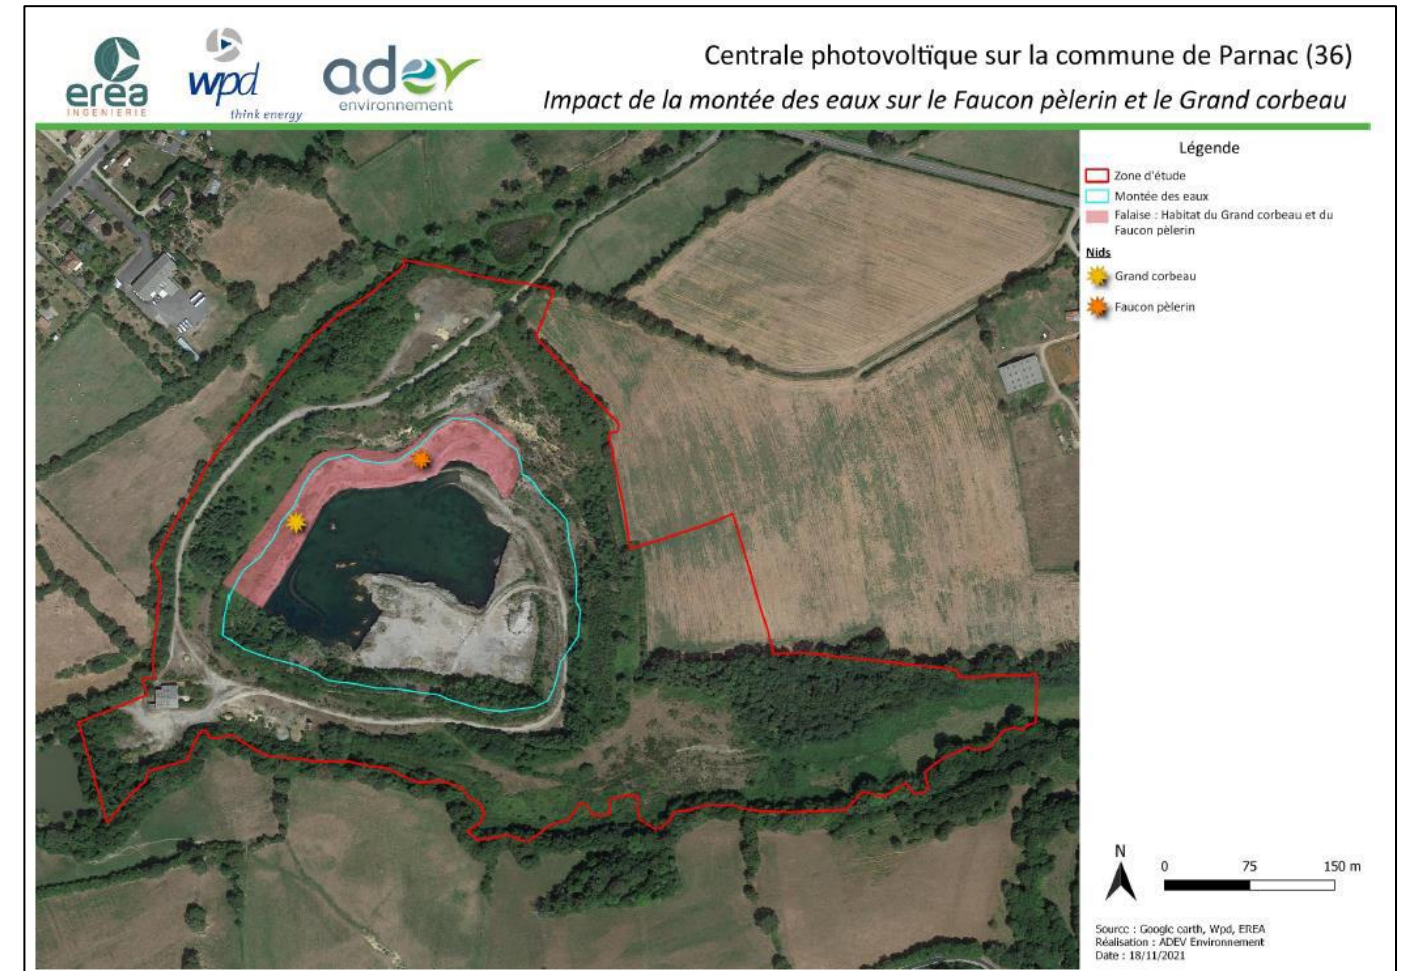 erea
INGENIERIE
wpd
think energy
adev
environnement
Centrale photovoltïque sur la commune de Parnac (36)
Impact de la montée des eaux sur le Faucon pèlerin et le Grand corbeau
Légende
Zone d'étude
Montée des eaux
Falaise : Habitat du Grand corbeau et du
Faucon pèlerin
Nids
Grand corbeau
Faucon pèlerin
N
0 75 150 m
Source : Google earth, Wpd, EREA
Réalisation : ADEV Environnement
Date : 18/11/2021